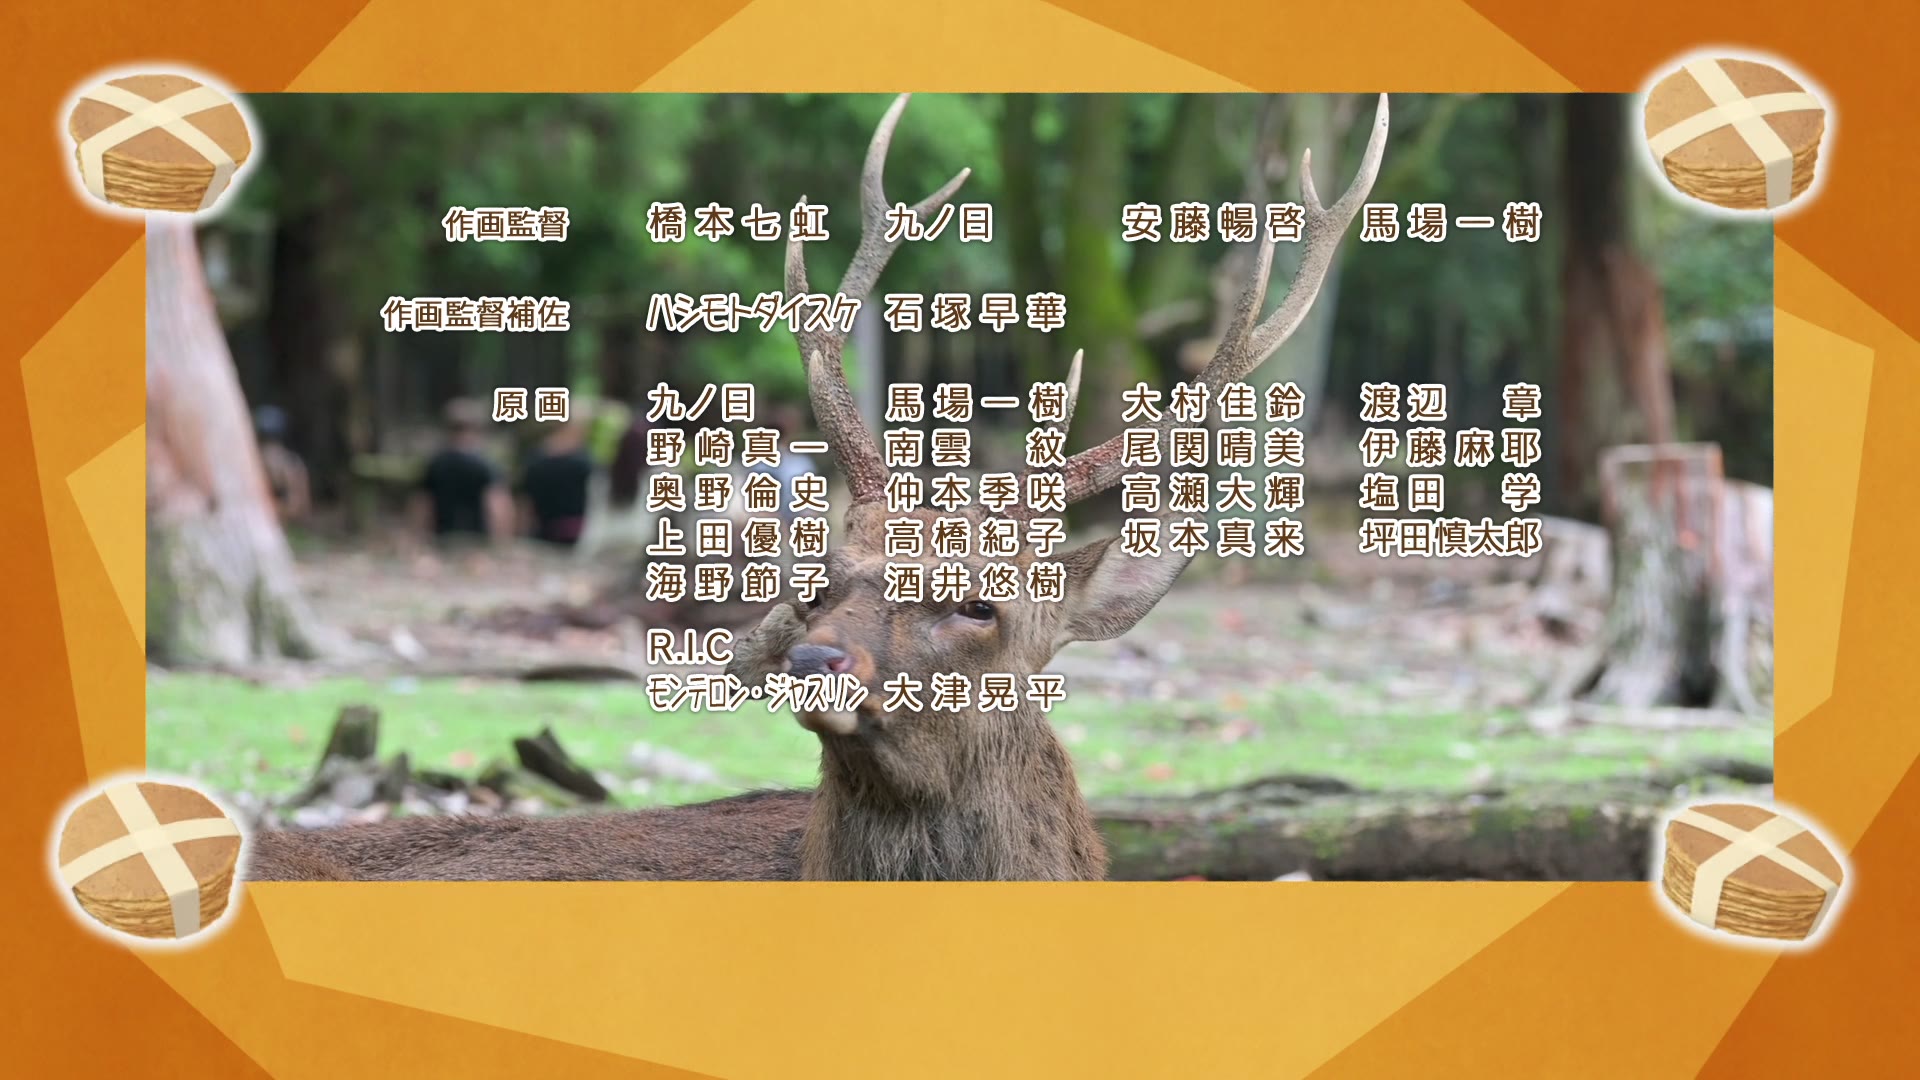 作画監督 橋本七虹 九ノ日 安藤暢啓 馬場一樹
作画監督補佐 ハシモトダイスケ 石塚早華
原画 九ノ日 馬場一樹 大村佳鈴 渡辺 章
野崎真一 南雲 紋 尾関晴美 伊藤麻耶
奥野倫史 仲本季咲 高瀬大輝 塩田 学
上田優樹 高橋紀子 坂本真来 坪田慎太郎
海野節子 酒井悠樹
R.I.C
モンテロン・ジャスリン 大津晃平